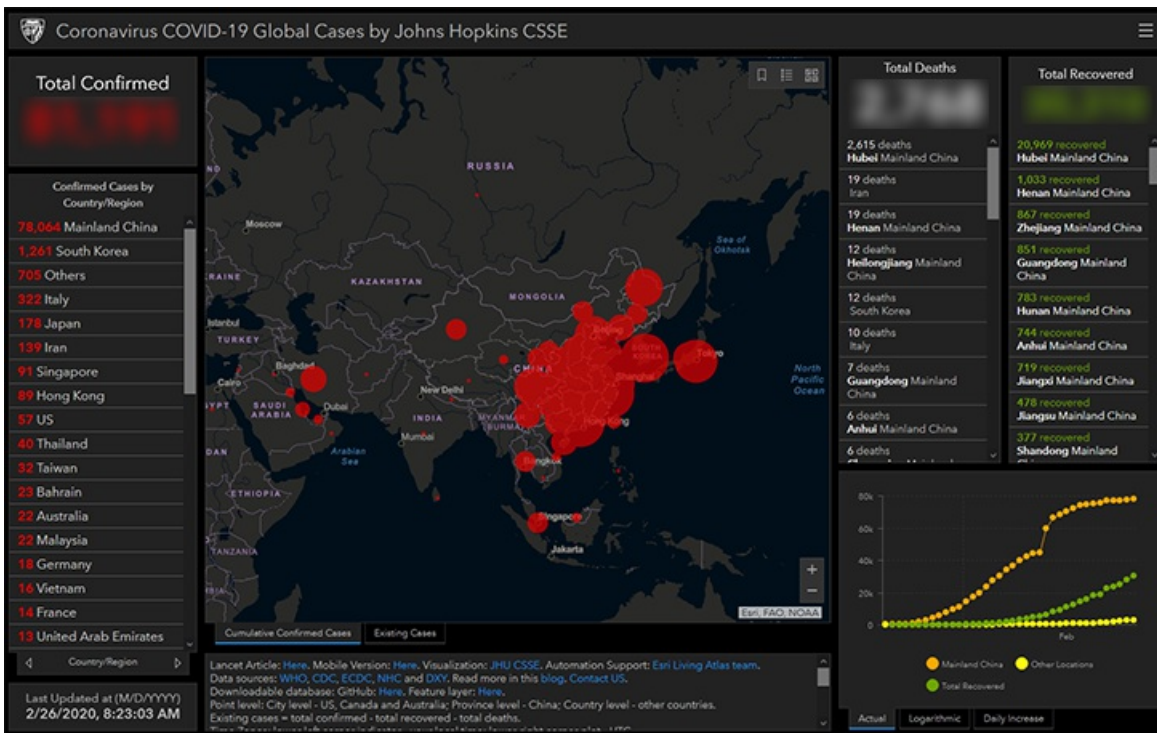 Coronavirus COVID-19 Global Cases by Johns Hopkins CSSE
Total Confirmed
Confirmed Cases by
Country/Region
78,064 Mainland China
1,261 South Korea
705 Others
322 Italy
178 Japan
139 Iran
91 Singapore
89 Hong Kong
57 US
40 Thailand
32 Taiwan
23 Bahrain
22 Australia
22 Malaysia
18 Germany
16 Vietnam
14 France
13 United Arab Emirates
Country/Region
Last Updated at (M/D/YYYY)
2/26/2020, 8:23:03 AM
RUSSIA
Moscow
Sea of
Okhotsk
RAINE
KAZAKHSTAN
MONGOLIA
Istanbul
TURKEY
Beijing
SOUTH
KOREA
Tokyo
Baghdad
CHINA
Shanghai
North
Pacific
Ocean
Cairo
New Delhi
YPT
SAUDI
ARABIA
Dubai
INDIA
MYANMAR
BURMA
Hong Kong
Mumbai
DAN
Arabian
Sea
Bangkok
ETHIOPIA
Singapore
TANZANIA
Jakarta
Esri, FAO, NOAA
Cumulative Confirmed Cases
Existing Cases
Lancet Article: Here. Mobile Version: Here. Visualization: JHU CSSE. Automation Support: Esri Living Atlas team.
Data sources: WHO, CDC, ECDC, NHC and DXY. Read more in this blog. Contact US.
Downloadable database: GitHub: Here. Feature layer: Here.
Point level: City level - US, Canada and Australia; Province level - China; Country level - other countries.
Existing cases = total confirmed - total recovered - total deaths.
Total Deaths
2,768
2,615 deaths
Hubei Mainland China
19 deaths
Iran
19 deaths
Henan Mainland China
12 deaths
Heilongjiang Mainland
China
12 deaths
South Korea
10 deaths
Italy
7 deaths
Guangdong Mainland
China
6 deaths
Anhui Mainland China
6 deaths
Total Recovered
20,969 recovered
Hubei Mainland China
1,033 recovered
Henan Mainland China
867 recovered
Zhejiang Mainland China
851 recovered
Guangdong Mainland
China
783 recovered
Hunan Mainland China
744 recovered
Anhui Mainland China
719 recovered
Jiangxi Mainland China
478 recovered
Jiangsu Mainland China
377 recovered
Shandong Mainland
80k
60k
40k
20k
0
Feb
Mainland China
Other Locations
Total Recovered
Actual
Logarithmic
Daily Increase